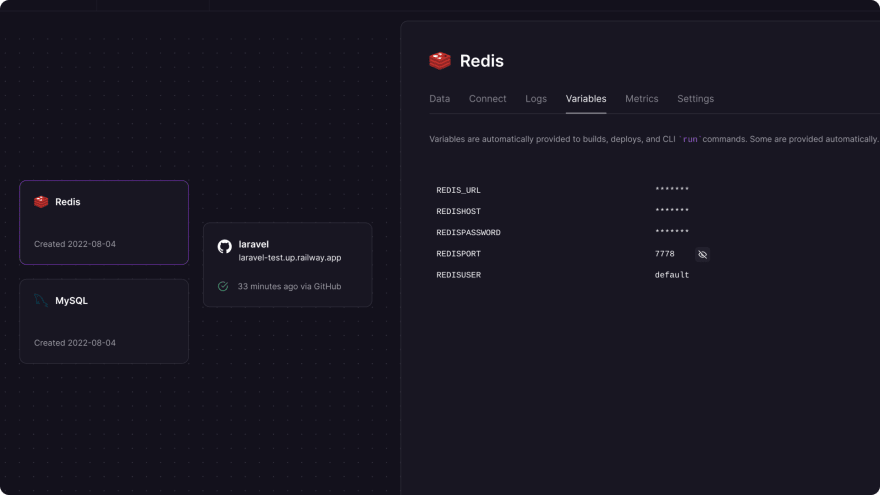 Redis
Created 2022-08-04
MySQL
Created 2022-08-04
laravel
laravel-test.up.railway.app
33 minutes ago via GitHub
Redis
Data Connect Logs Variables Metrics Settings
Variables are automatically provided to builds, deploys, and CLI `run` commands. Some are provided automatically.
REDIS_URL *******
REDISHOST *******
REDISPASSWORD *******
REDISPORT 7778
REDISUSER default